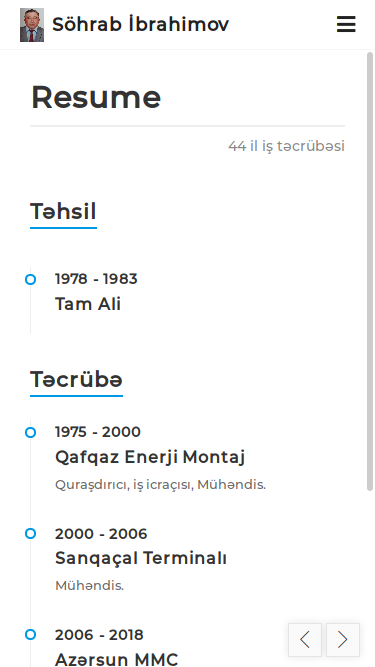 Söhrab İbrahimov
Resume
44 il iş təcrübəsi
Təhsil
1978 - 1983
Tam Ali
Təcrübə
1975 - 2000
Qafqaz Enerji Montaj
Quraşdırıcı, iş icraçısı, Mühəndis.
2000 - 2006
Sanqaçal Terminalı
Mühəndis.
2006 - 2018
Azərsun MMC